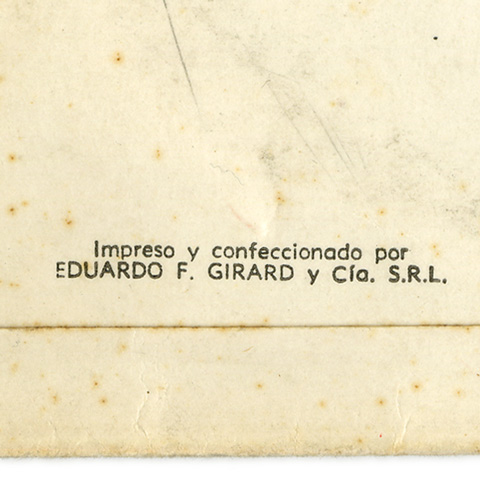 Impreso y confeccionado por
EDUARDO F. GIRARD y Cía. S.R.L.